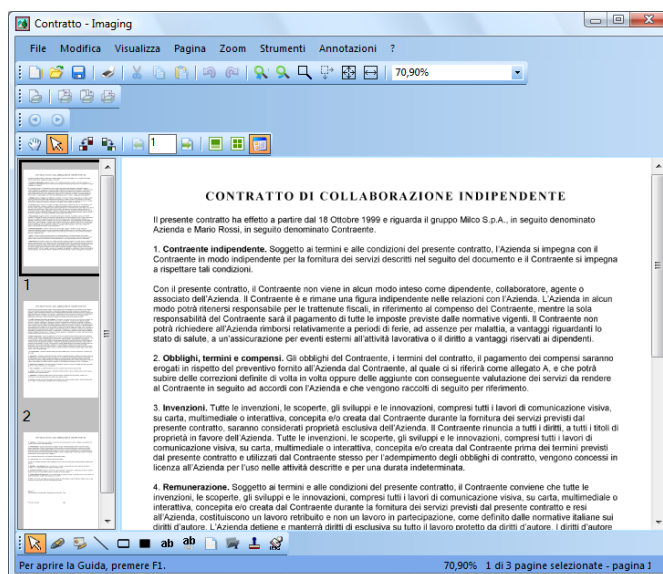 Contratto - Imaging
File Modifica Visualizza Pagina Zoom Strumenti Annotazioni ?
70,90%
1
CONTRATTO DI COLLABORAZIONE INDIPENDENTE
Il presente contratto ha effetto a partire dal 18 Ottobre 1999 e riguarda il gruppo Milco S.p.A., in seguito denominato
Azienda e Mario Rossi, in seguito denominato Contraente.
1. Contraente indipendente. Soggetto ai termini e alle condizioni del presente contratto, l'Azienda si impegna con il
Contraente in modo indipendente per la fornitura dei servizi descritti nel seguito del documento e il Contraente si impegna
a rispettare tali condizioni.
Con il presente contratto, il Contraente non viene in alcun modo inteso come dipendente, collaboratore, agente o
associato dell'Azienda. Il Contraente è e rimane una figura indipendente nelle relazioni con l'Azienda. L'Azienda in alcun
modo potrà ritenersi responsabile per le trattenute fiscali, in riferimento al compenso del Contraente, mentre la sola
responsabilità del Contraente sarà il pagamento di tutte le imposte previste dalle normative vigenti. Il Contraente non
potrà richiedere all'Azienda rimborsi relativamente a periodi di ferie, ad assenze per malattia, a vantaggi riguardanti lo
stato di salute, a un'assicurazione per eventi esterni all'attività lavorativa o il diritto a vantaggi riservati ai dipendenti.
2. Obblighi, termini e compensi. Gli obblighi del Contraente, i termini del contratto, il pagamento dei compensi saranno
erogati in rispetto del preventivo fornito all'Azienda dal Contraente, al quale ci si riferirà come allegato A, e che potrà
subire delle correzioni definite di volta in volta oppure delle aggiunte con conseguente valutazione dei servizi da rendere
al Contraente in seguito ad accordi con l'Azienda e che vengono raccolti di seguito per riferimento.
3. Invenzioni. Tutte le invenzioni, le scoperte, gli sviluppi e le innovazioni, compresi tutti i lavori di comunicazione visiva,
su carta, multimediale o interattiva, concepita e/o creata dal Contraente durante la fornitura dei servizi previsti dal
presente contratto, saranno considerati proprietà esclusiva dell'Azienda. Il Contraente rinuncia a tutti i diritti, a tutti i titoli di
proprietà in favore dell'Azienda. Tutte le invenzioni, le scoperte, gli sviluppi e le innovazioni, compresi tutti i lavori di
comunicazione visiva, su carta, multimediale o interattiva, concepita e/o creata dal Contraente prima dei termini previsti
dal presente contratto e utilizzati dal Contraente stesso per l'adempimento degli obblighi di contratto, vengono concessi in
licenza all'Azienda per l'uso nelle attività descritte e per una durata indeterminata.
4. Remunerazione. Soggetto ai termini e alle condizioni del presente contratto, il Contraente conviene che tutte le
invenzioni, le scoperte, gli sviluppi e le innovazioni, compresi tutti i lavori di comunicazione visiva, su carta, multimediale o
interattiva, concepita e/o creata dal Contraente durante la fornitura dei servizi previsti dal presente contratto e resi
all'Azienda, costituiscono un lavoro retribuito e non un lavoro in partecipazione, come definito dalle normative italiane sui
diritti d'autore. L'Azienda detiene e manterrà diritti di esclusiva su tutto il lavoro protetto da diritti d'autore. I diritti d'autore
1
2
ab ab
Per aprire la Guida, premere F1.
70,90% 1 di 3 pagine selezionate - pagina 1